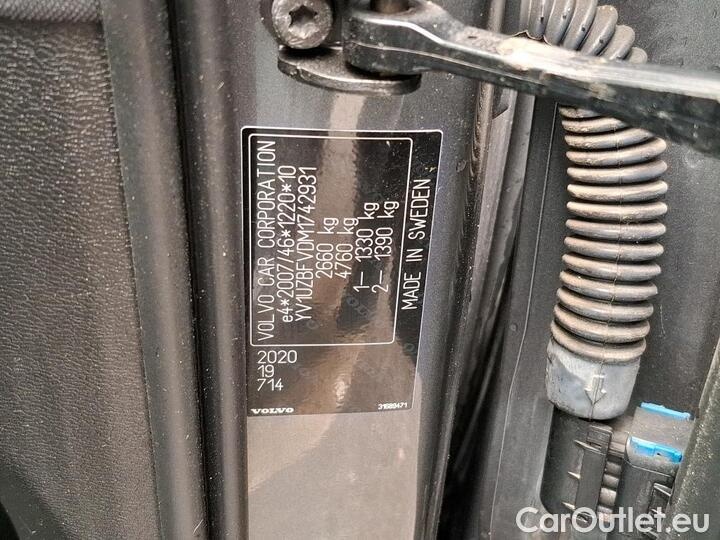 VOLVO CAR CORPORATION
e4*2007/46*1220*10
YV1UZBFVDM1742931
2660 kg
4760 kg
1– 1330 kg
2– 1390 kg
MADE IN SWEDEN
2020
19
714
VOLVO
31689471
CarOutlet.eu